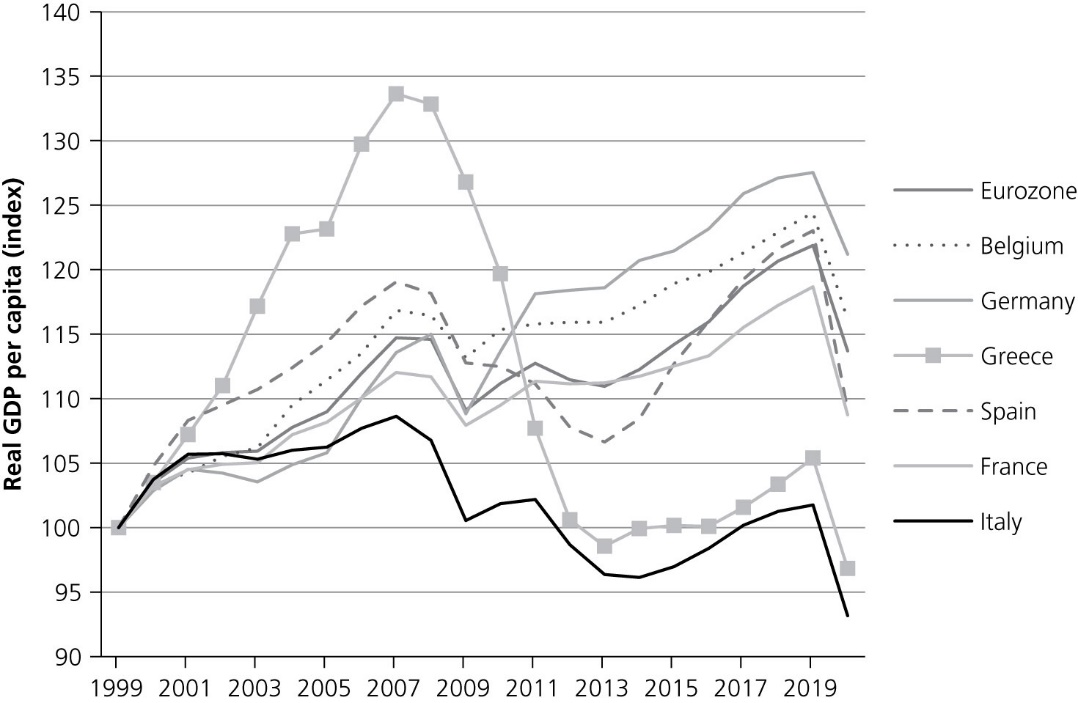 Real GDP per capita (index)
140
135
130
125
120
115
110
105
100
95
90
1999 2001 2003 2005 2007 2009 2011 2013 2015 2017 2019
Eurozone
Belgium
Germany
Greece
Spain
France
Italy